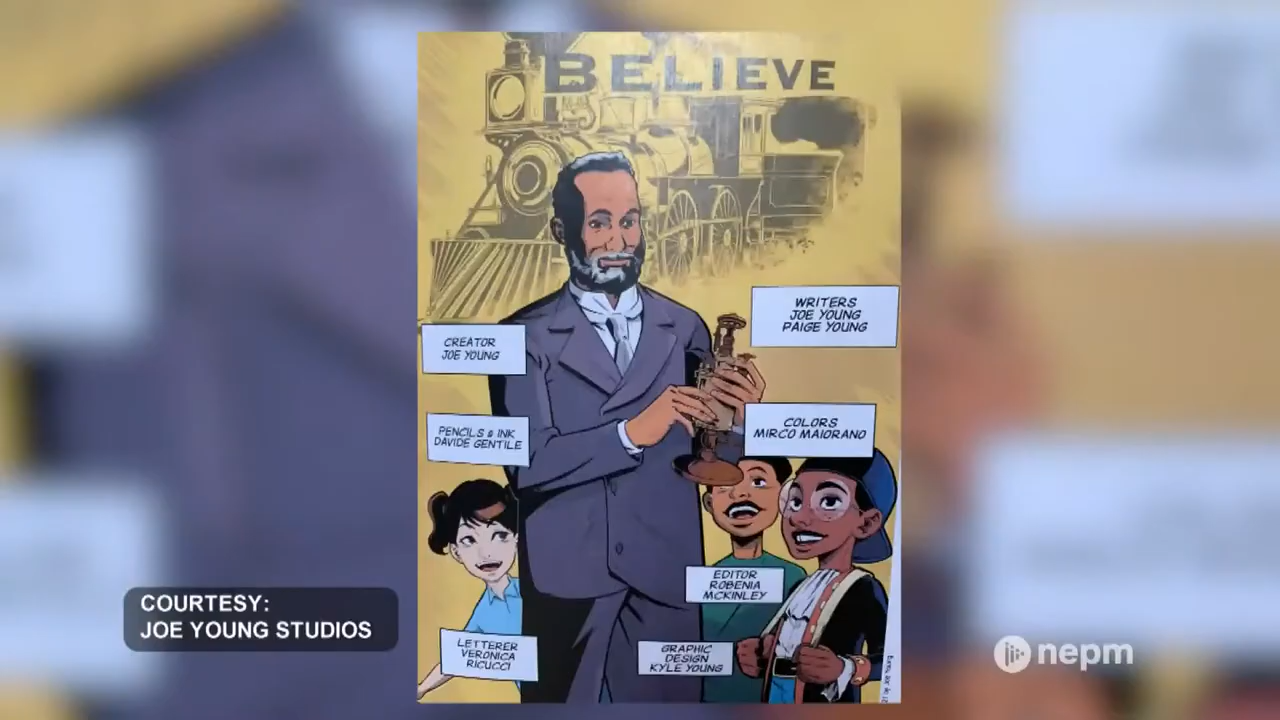 BELIEVE
WRITERS
JOE YOUNG
PAIGE YOUNG
CREATOR
JOE YOUNG
COLORS
MIRCO MAIORANO
PENCILS & INK
DAVIDE GENTILE
EDITOR
ROBENIA
MCKINLEY
LETTERER
VERONICA
RICUCCI
GRAPHIC
DESIGN
KYLE YOUNG
COURTESY:
JOE YOUNG STUDIOS
nepm